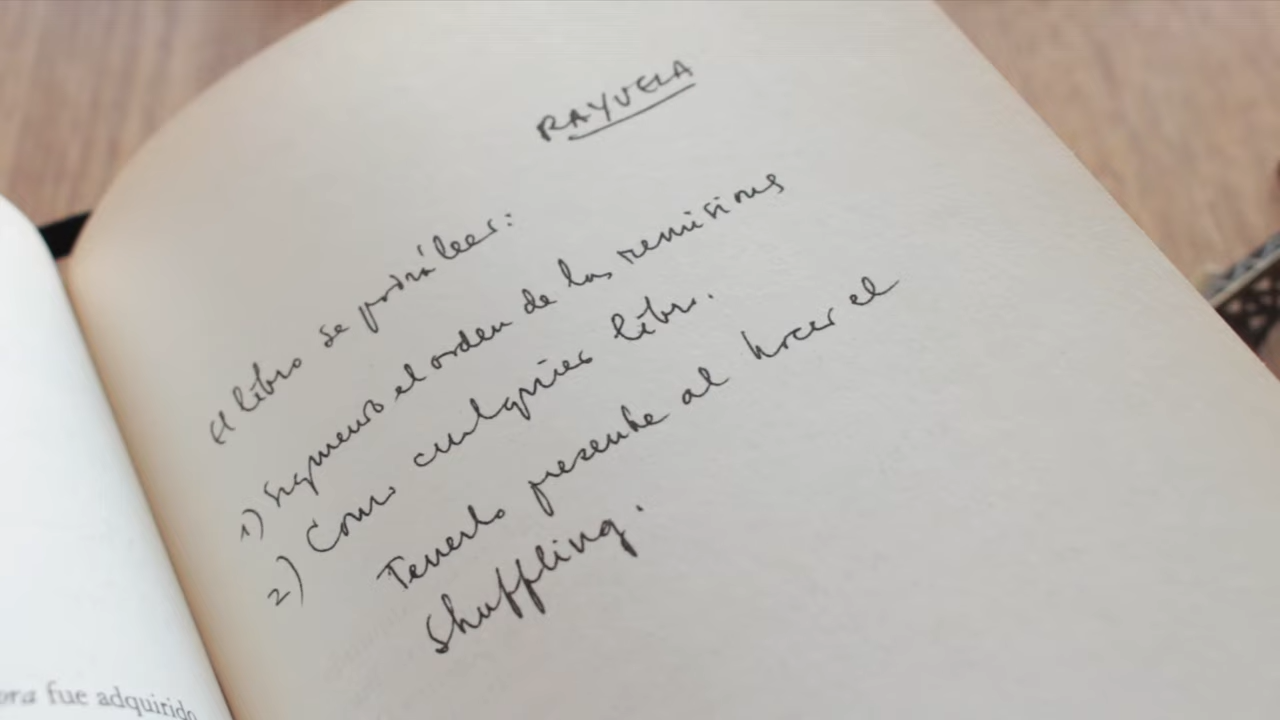 RAYUELA
El libro se podrá leer:
1) Siguiendo el orden de las remisiones
2) Como cualquier libro.
Tenerlo presente al hacer el
shuffling.
fue adquirido